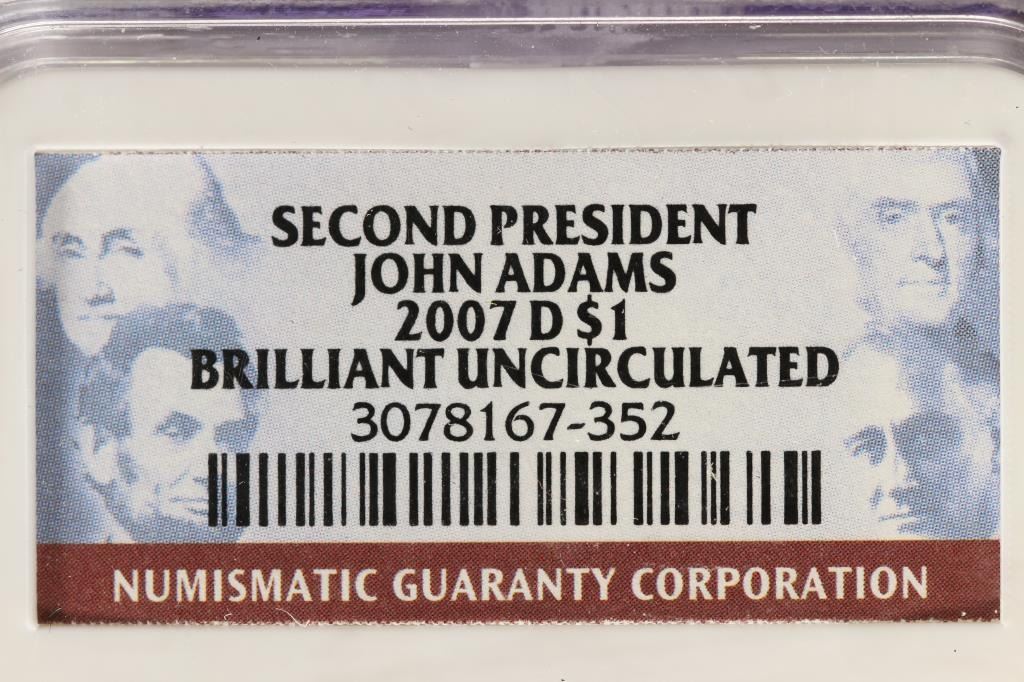 SECOND PRESIDENT
JOHN ADAMS
2007 D $1
BRILLIANT UNCIRCULATED
3078167-352
NUMISMATIC GUARANTY CORPORATION